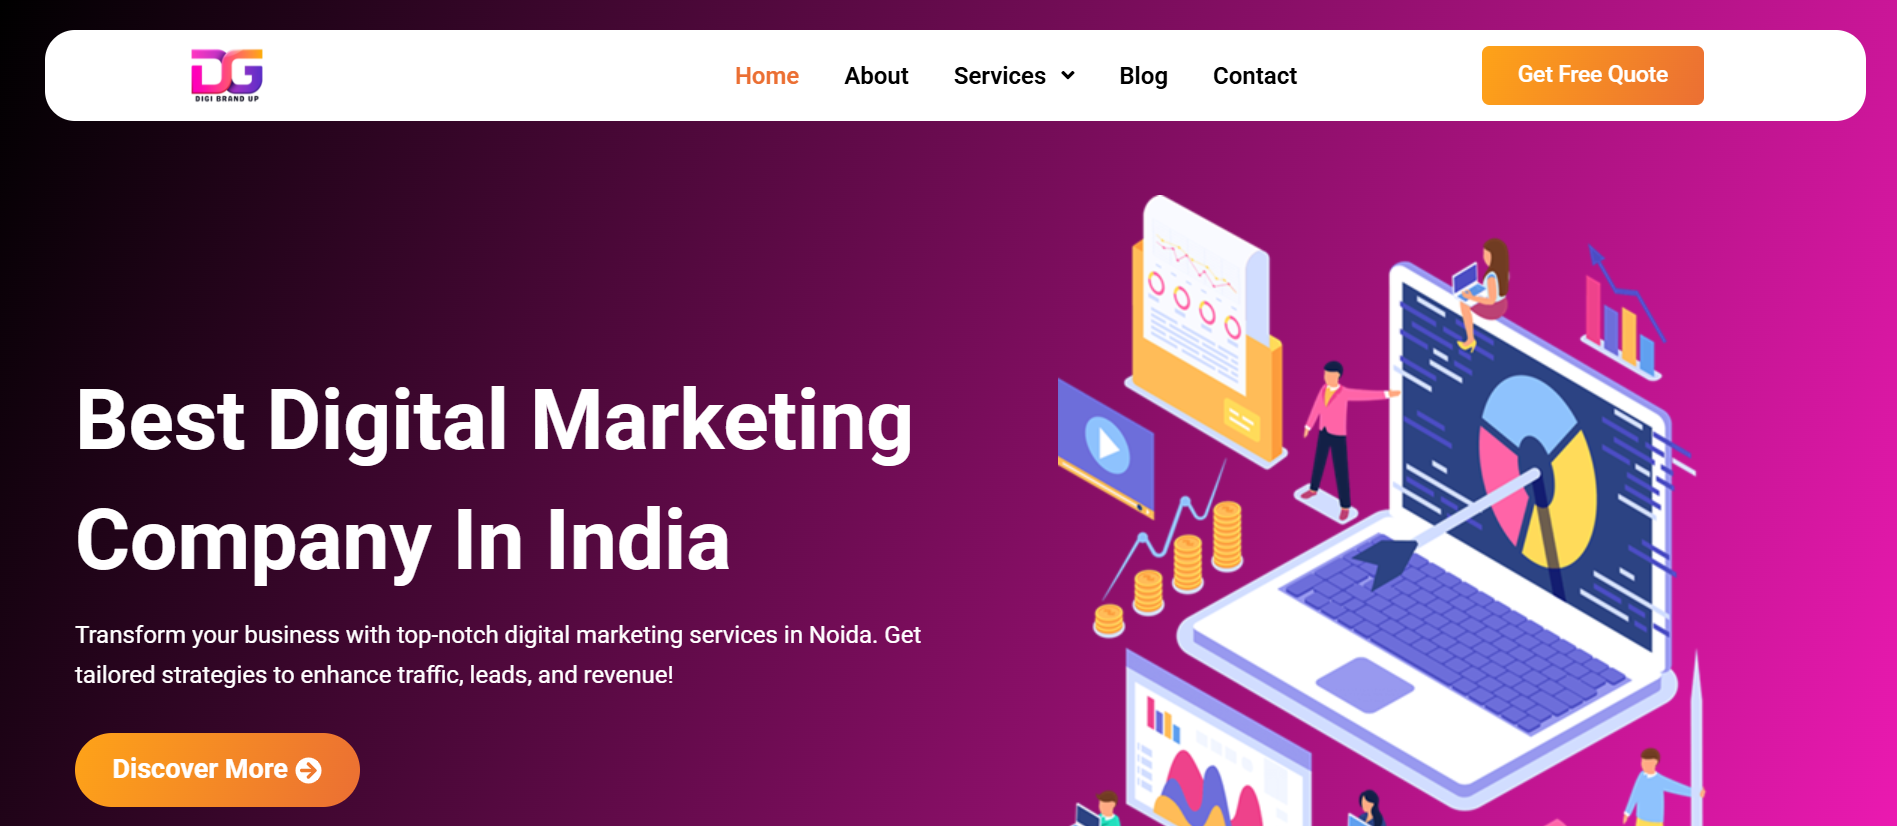 DG
DIGI BRAND UP
Home About Services Blog Contact
Get Free Quote
Best Digital Marketing
Company In India
Transform your business with top-notch digital marketing services in Noida. Get
tailored strategies to enhance traffic, leads, and revenue!
Discover More